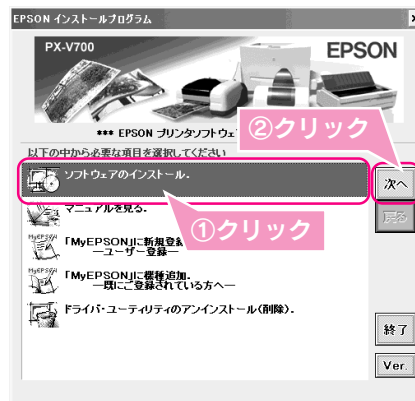 EPSON インストールプログラム
PX-V700
EPSON
*** EPSON プリンタソフトウェ
②クリック
以下の中から必要な項目を選択してください
ソフトウェアのインストール.
次へ
マニュアルを見る.
①クリック
戻る
MyEPSON
「MyEPSON」に新規登録
―ユーザー登録―
MyEPSON
「MyEPSON」に機種追加.
―既にご登録されている方へ―
ドライバ・ユーティリティのアンインストール(削除).
終了
Ver.